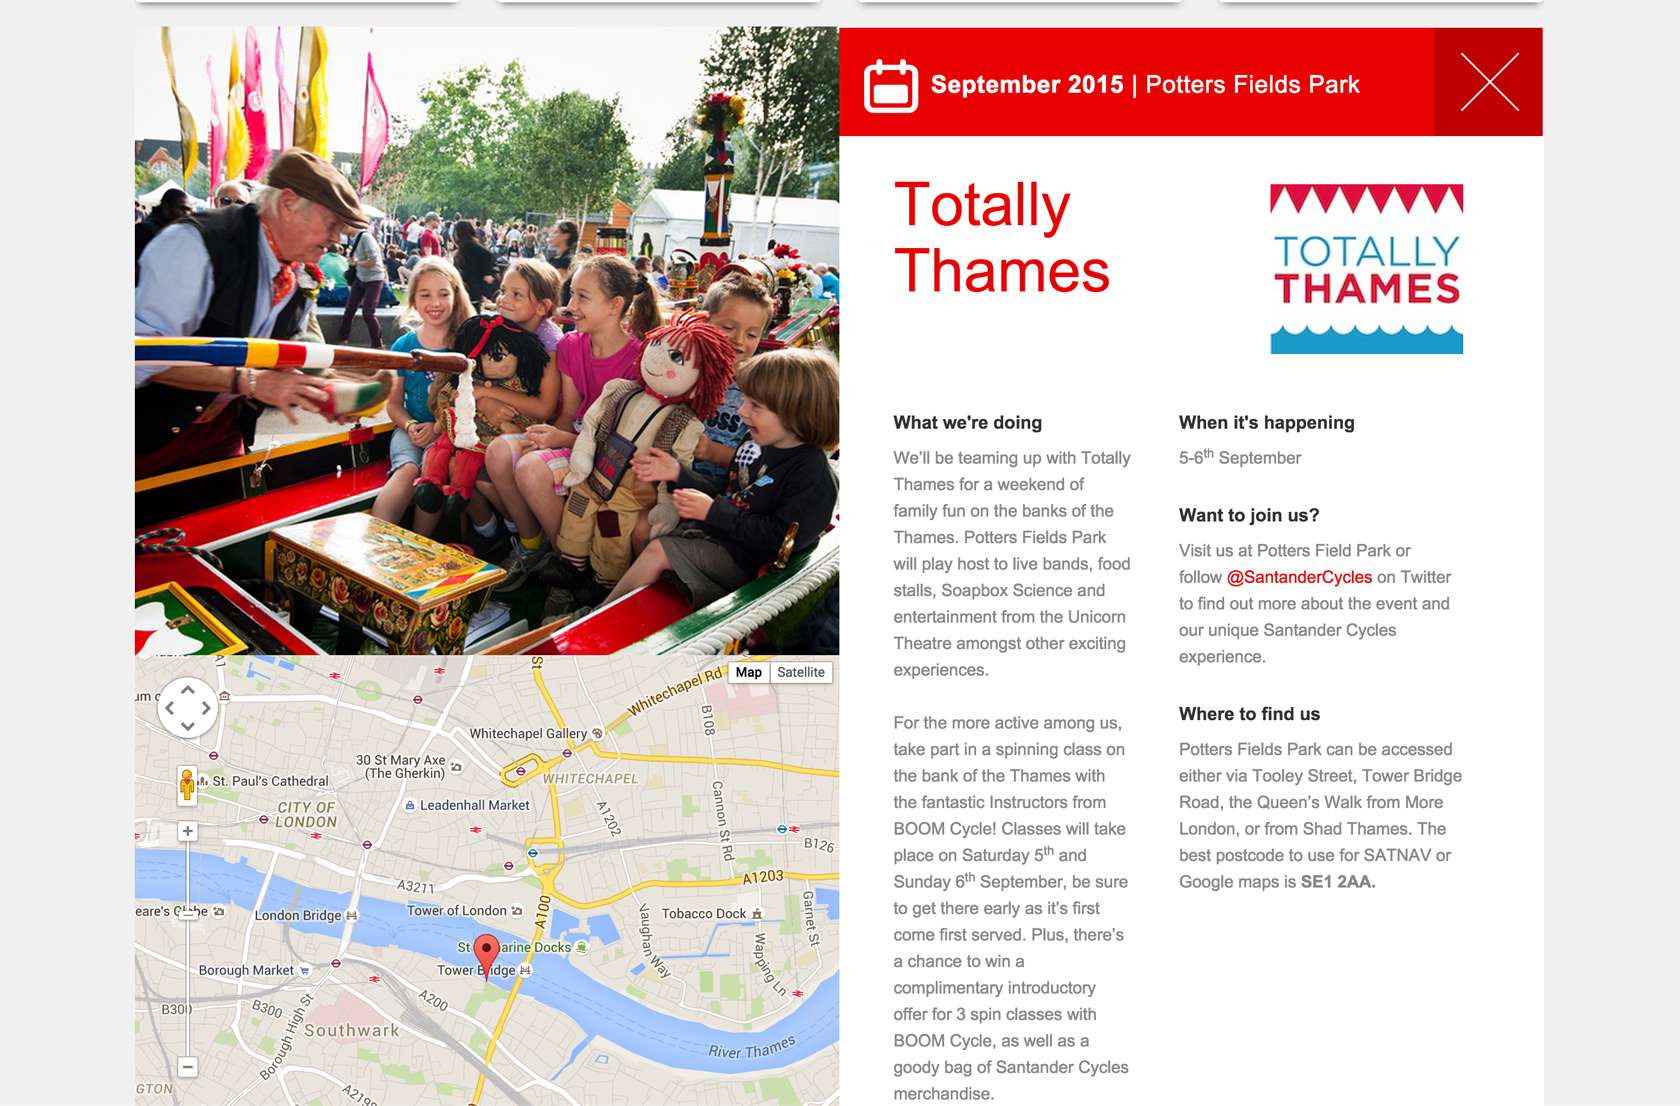 September 2015 | Potters Fields Park
Totally
Thames
TOTALLY
THAMES
What we're doing
We'll be teaming up with Totally
Thames for a weekend of
family fun on the banks of the
Thames. Potters Fields Park
will play host to live bands, food
stalls, Soapbox Science and
entertainment from the Unicorn
Theatre amongst other exciting
experiences.
For the more active among us,
take part in a spinning class on
the bank of the Thames with
the fantastic Instructors from
BOOM Cycle! Classes will take
place on Saturday 5th and
Sunday 6th September, be sure
to get there early as it's first
come first served. Plus, there's
a chance to win a
complimentary introductory
offer for 3 spin classes with
BOOM Cycle, as well as a
goody bag of Santander Cycles
merchandise.
When it's happening
5-6th September
Want to join us?
Visit us at Potters Field Park or
follow @SantanderCycles on Twitter
to find out more about the event and
our unique Santander Cycles
experience.
Where to find us
Potters Fields Park can be accessed
either via Tooley Street, Tower Bridge
Road, the Queen's Walk from More
London, or from Shad Thames. The
best postcode to use for SATNAV or
Google maps is SE1 2AA.
Map
Satellite
A1
St
Whitechapel Rd
B108
um
Whitechapel Gallery
30 St Mary Axe
(The Gherkin)
WHITECHAPEL
St. Paul's Cathedral
CITY OF
LONDON
Leadenhall Market
A1202
Cannon St Rd
B126
A3211
A1203
eare's Globe
London Bridge
Tower of London
A100
Tobacco Dock
Vaughan Way
Wapping Ln
Garnet St
St arine Docks
Borough Market
Tower Bridge
A200
B300
B300
Borough High St
Southwark
River Thames
GTON
A2198